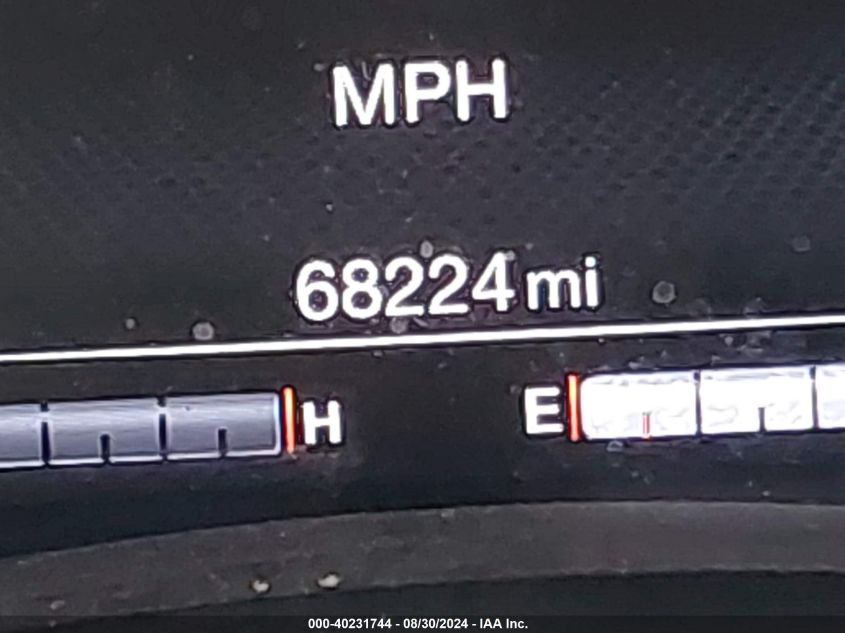 MPH
68224 mi
H E
000-40231744 - 08/30/2024 - IAA Inc.